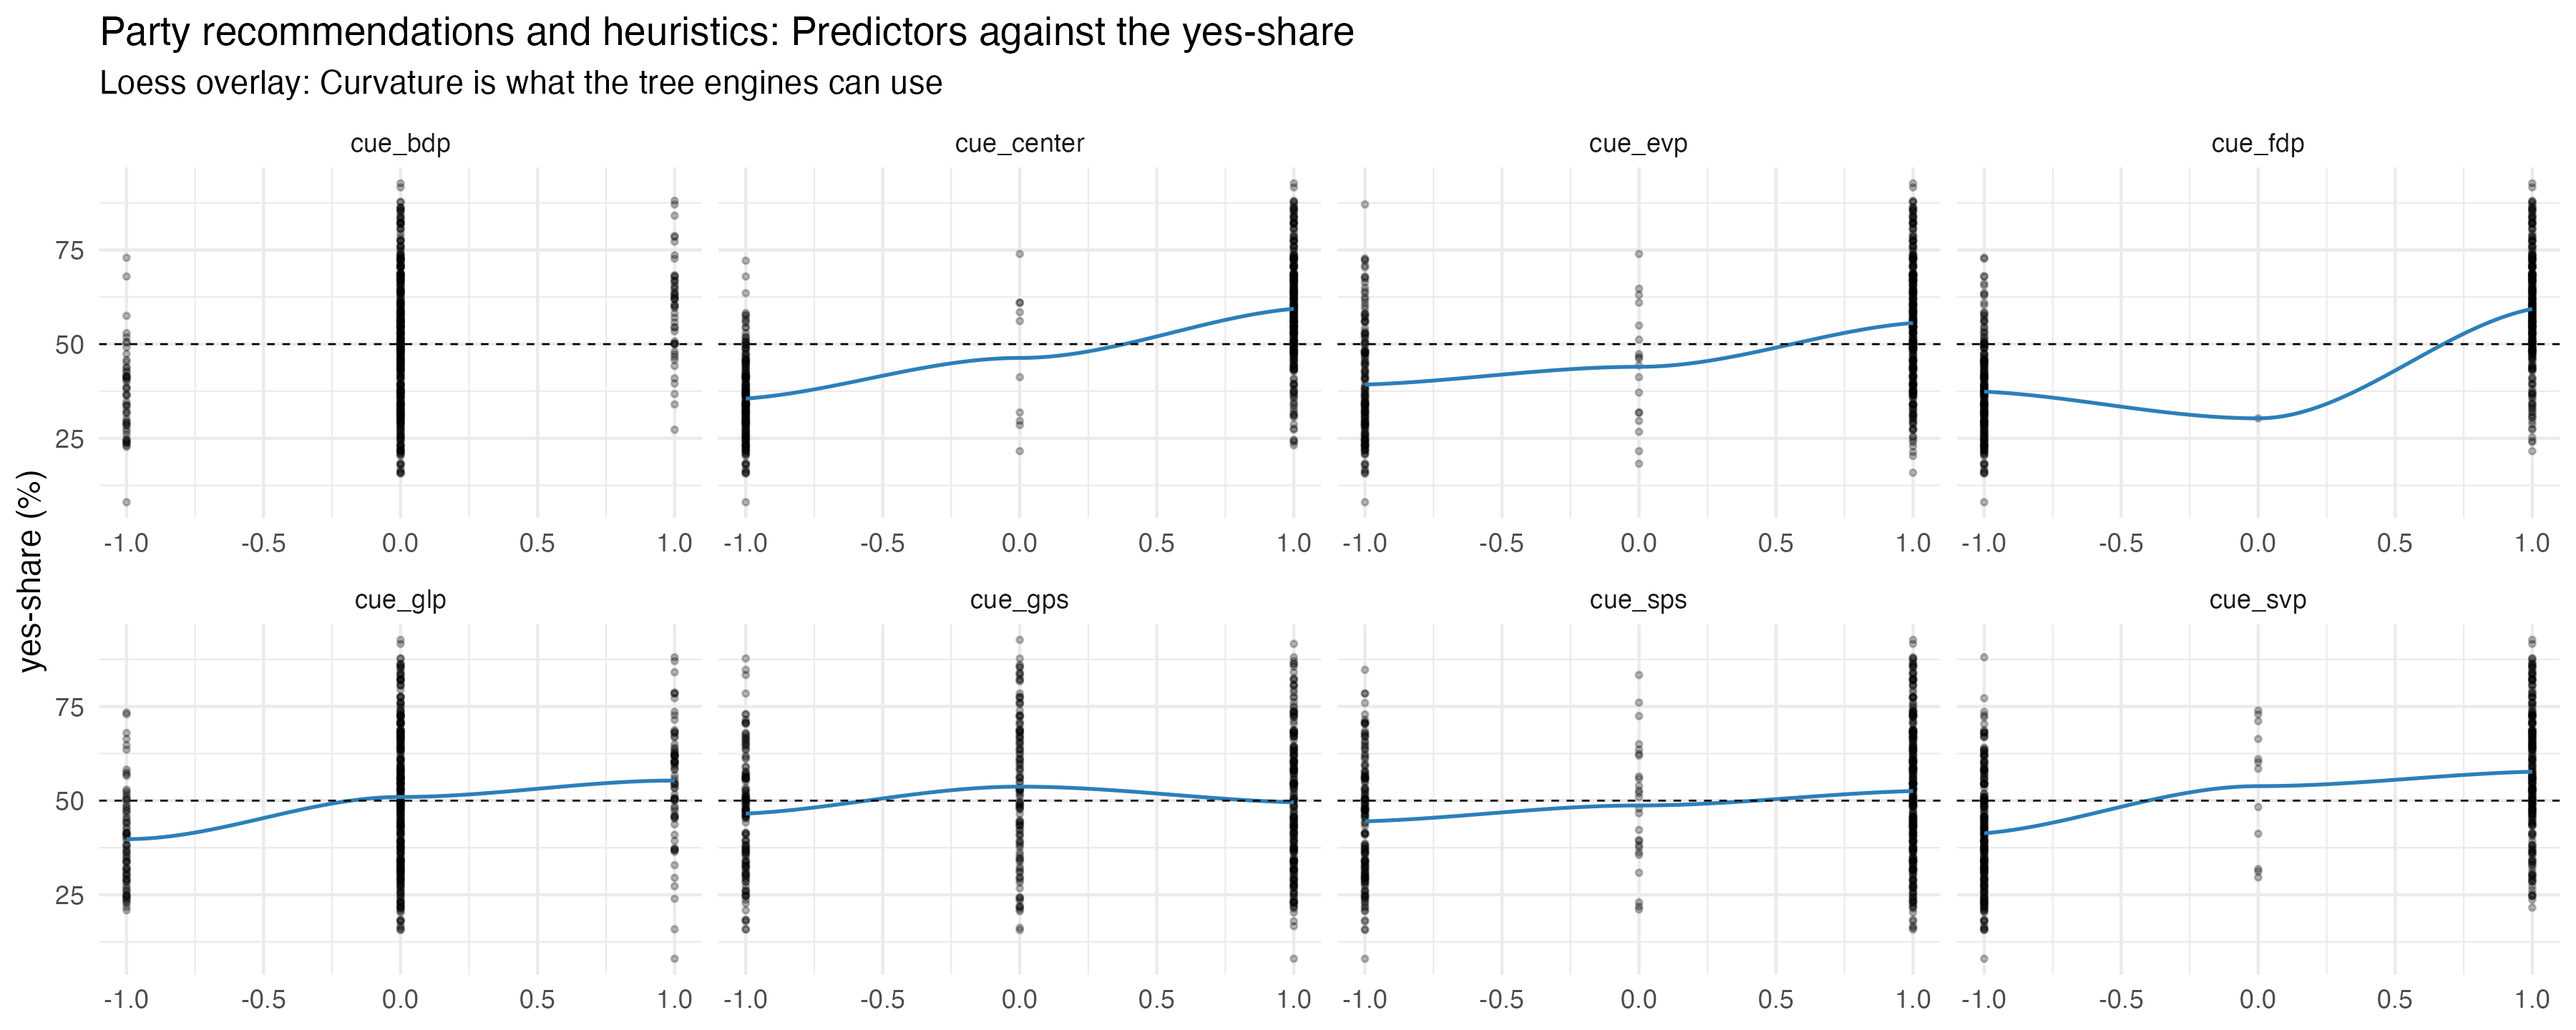 Party recommendations and heuristics: Predictors against the yes-share
Loess overlay: Curvature is what the tree engines can use
cue_bdp cue_center cue_evp cue_fdp
75
50
25
-1.0 -0.5 0.0 0.5 1.0 -1.0 -0.5 0.0 0.5 1.0 -1.0 -0.5 0.0 0.5 1.0 -1.0 -0.5 0.0 0.5 1.0
yes-share (%)
cue_glp cue_gps cue_sps cue_svp
75
50
25
-1.0 -0.5 0.0 0.5 1.0 -1.0 -0.5 0.0 0.5 1.0 -1.0 -0.5 0.0 0.5 1.0 -1.0 -0.5 0.0 0.5 1.0